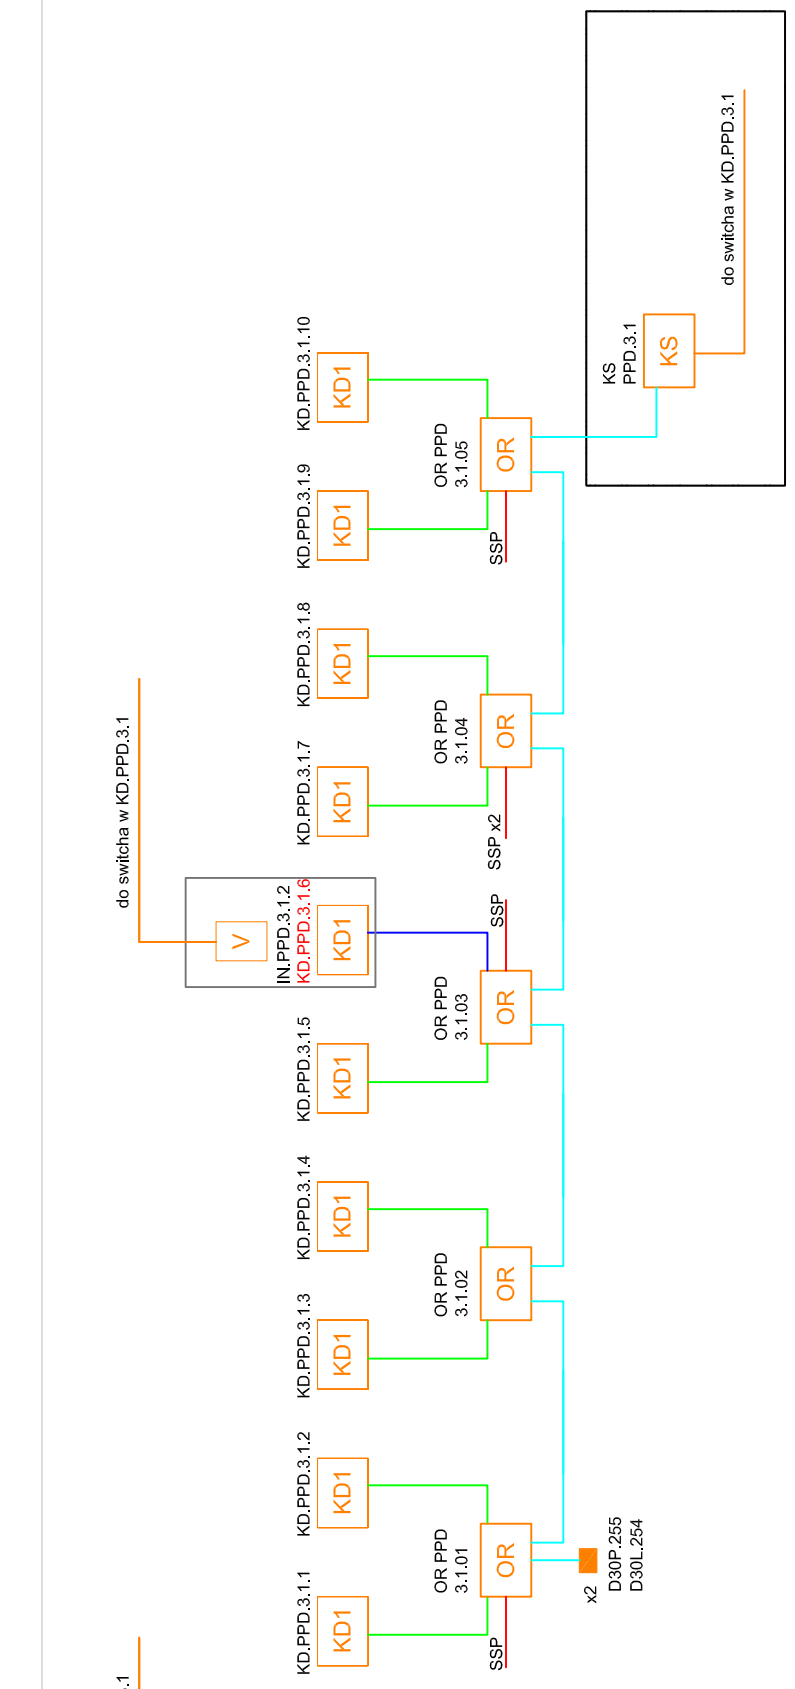 do switcha w KD.PPD.3.1
KS
PPD.3.1
KS
KD.PPD.3.1.10
KD1
OR PPD
3.1.05
OR
KD.PPD.3.1.9
KD1
SSP
KD.PPD.3.1.8
KD1
OR PPD
3.1.04
OR
do switcha w KD.PPD.3.1
KD.PPD.3.1.7
KD1
SSP x2
V
IN.PPD.3.1.2
KD.PPD.3.1.6
KD1
SSP
OR PPD
3.1.03
OR
KD.PPD.3.1.5
KD1
KD.PPD.3.1.4
KD1
OR PPD
3.1.02
OR
KD.PPD.3.1.3
KD1
KD.PPD.3.1.2
KD1
OR PPD
3.1.01
OR
KD.PPD.3.1.1
KD1
SSP
x2
D30P.255
D30L.254
.1